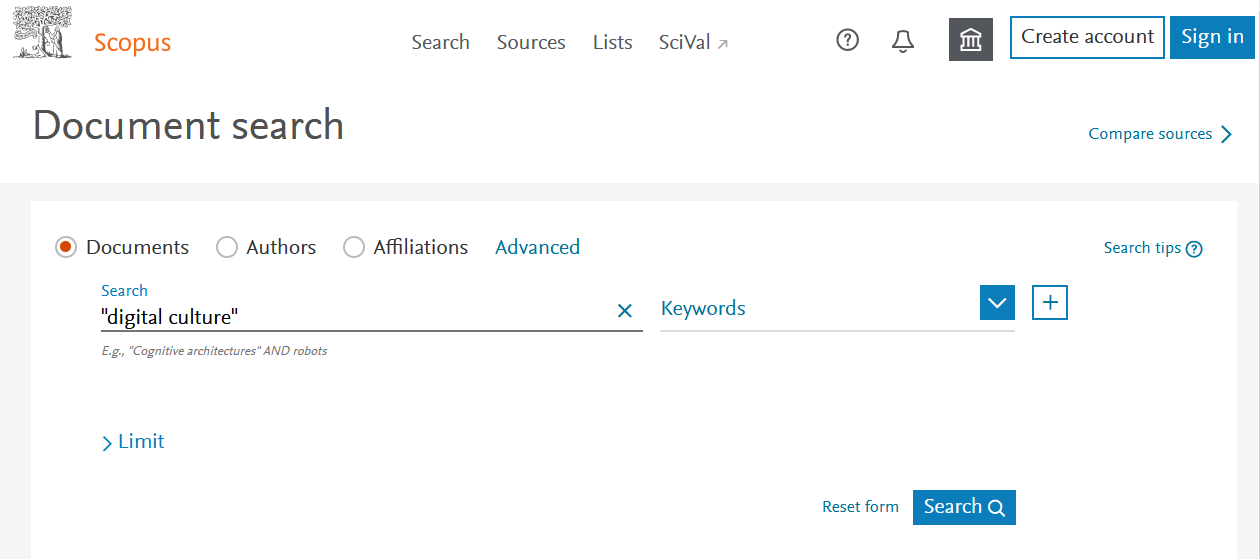 Scopus
Search Sources Lists SciVal
Create account
Sign in
Document search
Compare sources
Documents Authors Affiliations Advanced
Search tips
Search
"digital culture"
Keywords
E.g., "Cognitive architectures" AND robots
Limit
Reset form
Search